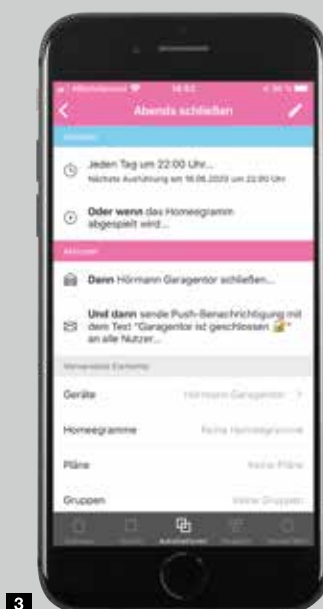 14:52
Abends schließen
Jeden Tag um 22:00 Uhr...
Nächste Ausführung am 16.06.2020 um 22:00 Uhr
Oder wenn das Homeegramm
abgespielt wird...
Aktionen
Dann Hörmann Garagentor schließen...
Und dann sende Push-Benachrichtigung mit
dem Text "Garagentor ist geschlossen 🔐"
an alle Nutzer...
Verwendete Elemente
Geräte Hörmann Garagentor
Homeegramme Keine Homeegramme
Pläne Keine Pläne
Gruppen Keine Gruppen
3